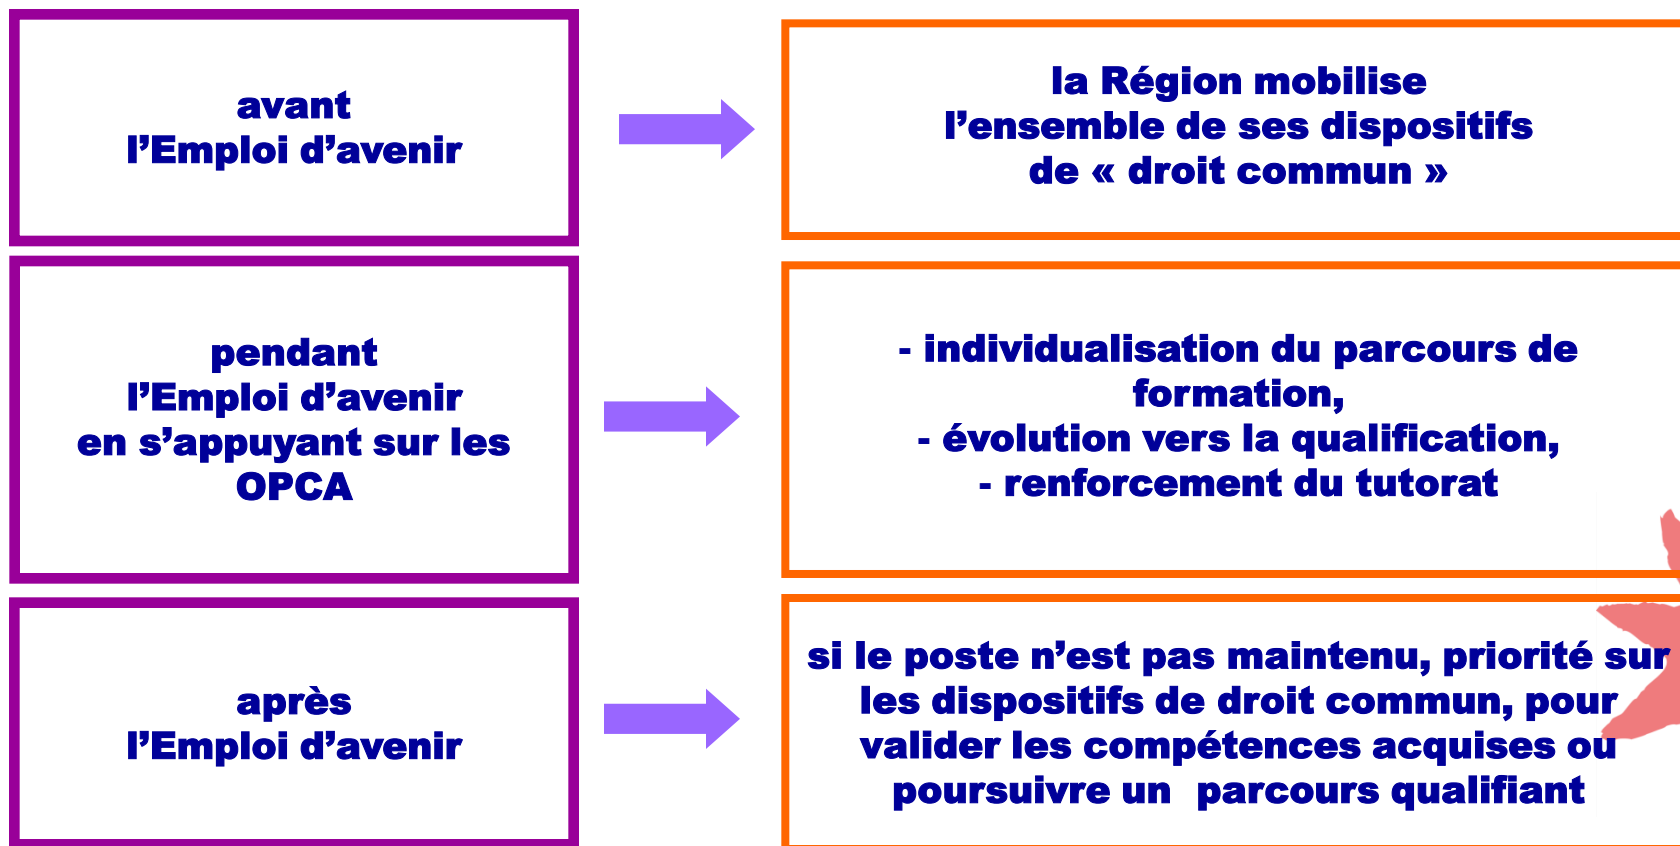 avant
l’Emploi d’avenir
la Région mobilise
l’ensemble de ses dispositifs
de « droit commun »
pendant
l’Emploi d’avenir
en s’appuyant sur les
OPCA
- individualisation du parcours de
formation,
- évolution vers la qualification,
- renforcement du tutorat
après
l’Emploi d’avenir
si le poste n’est pas maintenu, priorité sur
les dispositifs de droit commun, pour
valider les compétences acquises ou
poursuivre un  parcours qualifiant